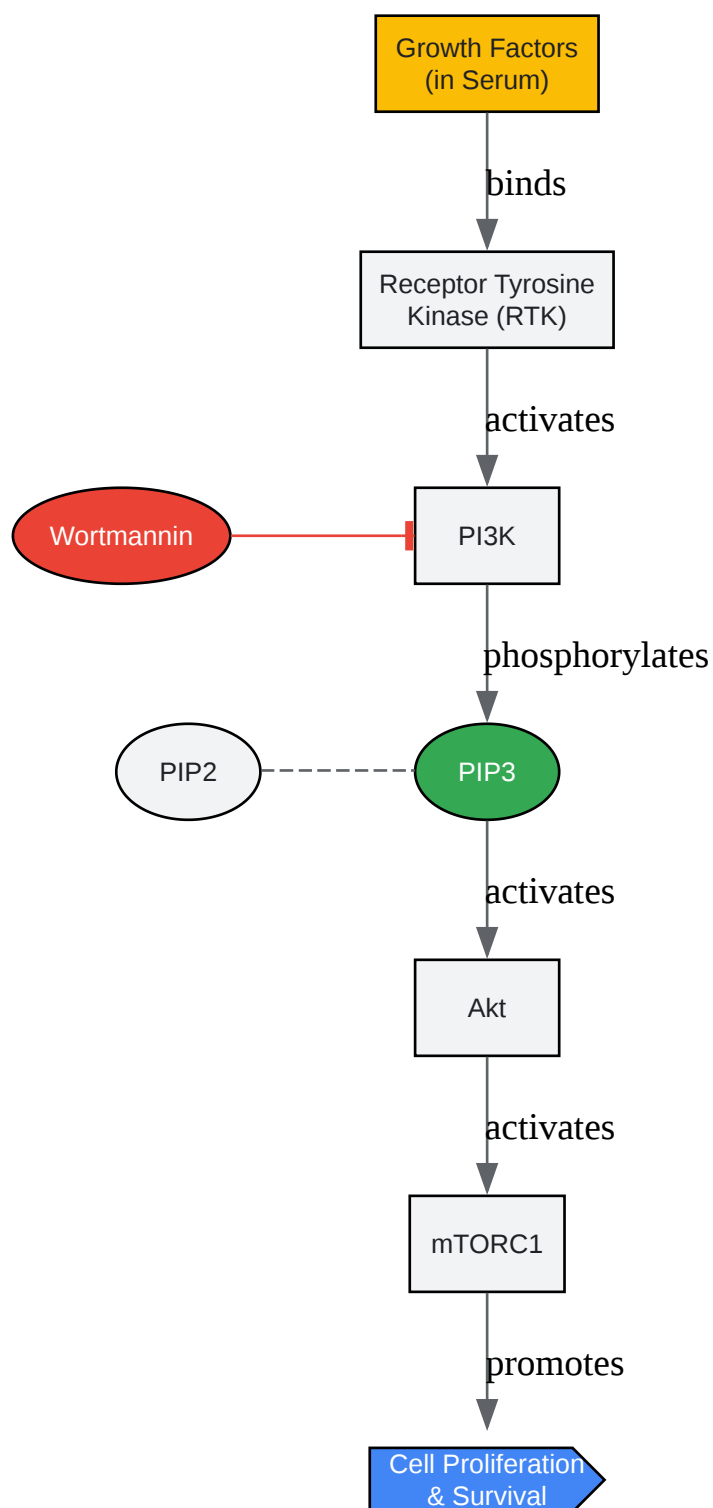 Growth Factors
(in Serum)
binds
Receptor Tyrosine
Kinase (RTK)
activates
Wortmannin
PI3K
phosphorylates
PIP2
PIP3
activates
Akt
activates
mTORC1
promotes
Cell Proliferation
& Survival